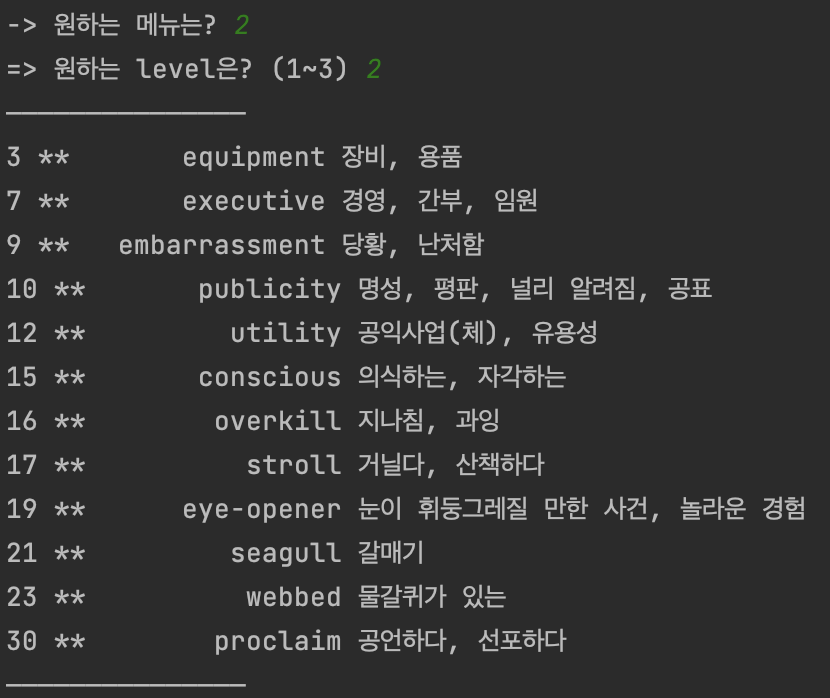 -> 원하는 메뉴는? 2
=> 원하는 level은? (1~3) 2
_______________
3 ** equipment 장비, 용품
7 ** executive 경영, 간부, 임원
9 ** embarrassment 당황, 난처함
10 ** publicity 명성, 평판, 널리 알려짐, 공표
12 ** utility 공익사업(체), 유용성
15 ** conscious 의식하는, 자각하는
16 ** overkill 지나침, 과잉
17 ** stroll 거닐다, 산책하다
19 ** eye-opener 눈이 휘둥그레질 만한 사건, 놀라운 경험
21 ** seagull 갈매기
23 ** webbed 물갈퀴가 있는
30 ** proclaim 공언하다, 선포하다
_______________